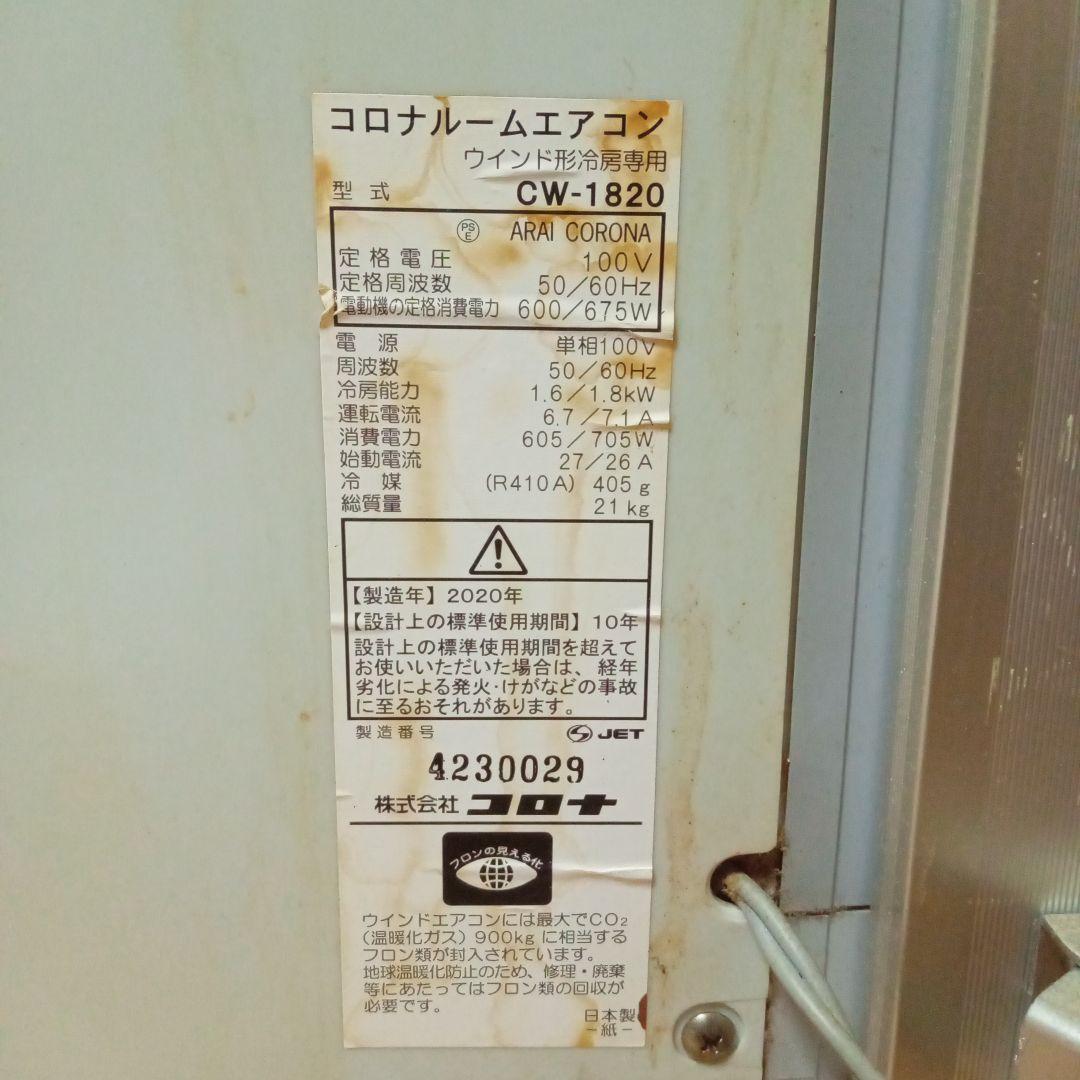 コロナルームエアコン
ウインド形冷房専用
型式 CW-1820
PSE ARAI CORONA
定格電圧 100V
定格周波数 50/60Hz
電動機の定格消費電力 600/675W
電源 単相100V
周波数 50/60Hz
冷房能力 1.6/1.8kW
運転電流 6.7/7.1A
消費電力 605/705W
始動電流 27/26A
冷媒 (R410A) 405g
総質量 21kg
【製造年】2020年
【設計上の標準使用期間】10年
設計上の標準使用期間を超えて
お使いいただいた場合は、経年
劣化による発火・けがなどの事故
に至るおそれがあります。
製造番号 JET
4230029
株式会社 コロナ
フロンの見える化
ウインドエアコンには最大でCO₂
(温暖化ガス)900kgに相当する
フロン類が封入されています。
地球温暖化防止のため、修理・廃棄
等にあたってはフロン類の回収が
必要です。
日本製
-紙-